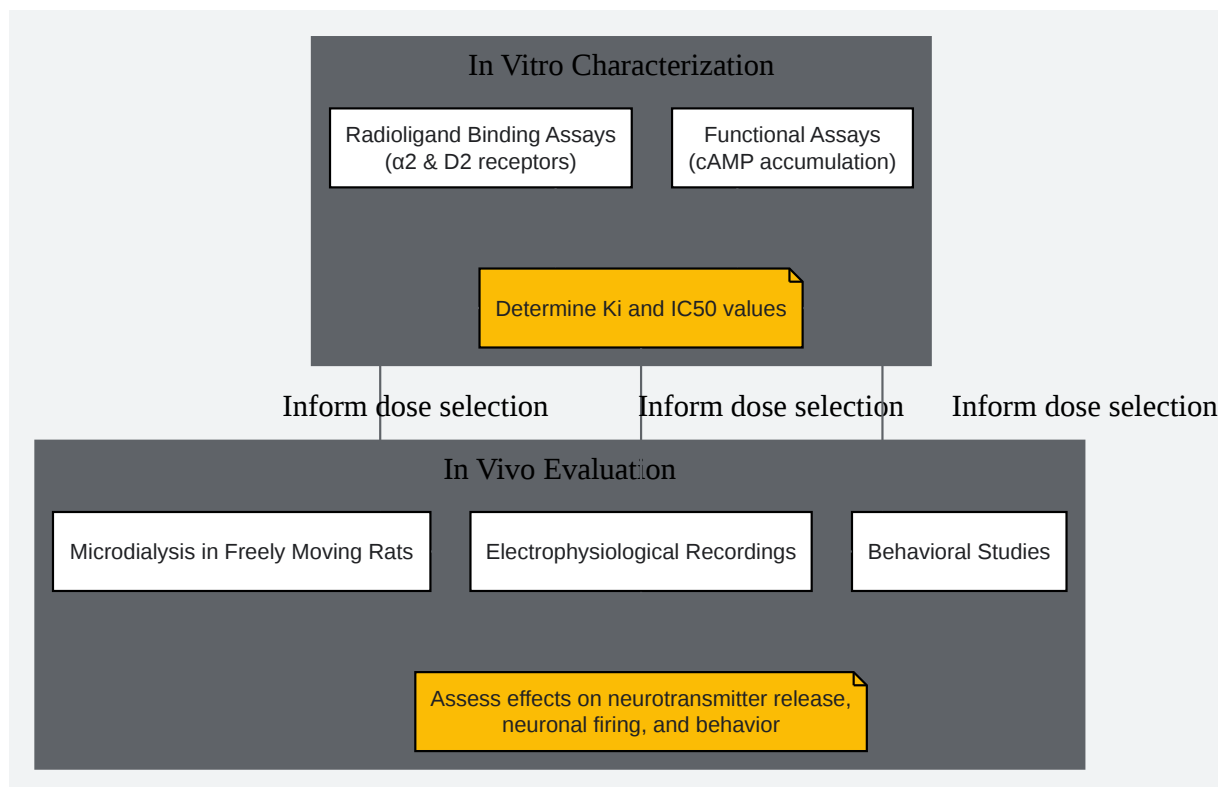 In Vitro Characterization
Radioligand Binding Assays
(α2 & D2 receptors)
Functional Assays
(cAMP accumulation)
Determine Ki and IC50 values
Inform dose selection
Inform dose selection
Inform dose selection
In Vivo Evaluation
Microdialysis in Freely Moving Rats
Electrophysiological Recordings
Behavioral Studies
Assess effects on neurotransmitter release,
neuronal firing, and behavior